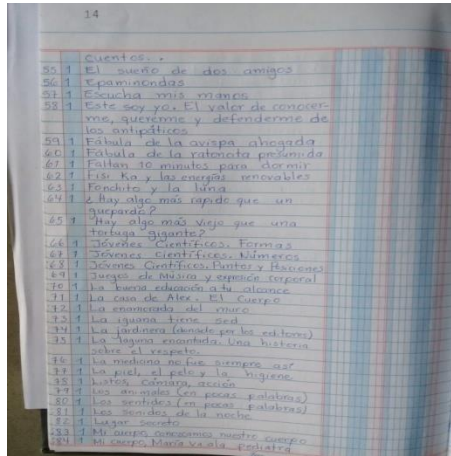 14
cuentos..
55 1 El sueño de dos amigos
56 1 Epaminondas
57 1 Escucha mis manos
58 1 Este soy yo. El valor de conocer-
me, quererme y defenderme de
los antipáticos
59 1 Fábula de la avispa ahogada
60 1 Fábula de la ratoncita presumida
61 1 Faltan 10 minutos para dormir
62 1 Fisi Ka y las energías renovables
63 1 Fonchito y la luna
64 1 ¿Hay algo más rápido que un
guepardo?
65 1 Hay algo más viejo que una
tortuga gigante?
66 1 Jóvenes Científicos. Formas
67 1 Jóvenes Científicos. Números
68 1 Jóvenes Científicos. Puntos y
69 1 Juegos de Musica y expresión corporal
70 1 La buena educación a tu alcance
71 1 La casa de Alex. El Cuerpo
72 1 La enamorada del muro
73 1 La iguana tiene sed
74 1 La jardinera (donado por los editores)
75 1 La laguna encantada. Una historia
sobre el respeto.
76 1 La medicina no fue siempre así
77 1 La piel, el pelo y la higiene
78 1 Listos, cámara, acción
79 1 Los animales (en pocas palabras)
80 1 Los sentidos (en pocas palabras)
81 1 Los sonidos de la noche
82 1 Lugar secreto
83 1 Mi cuerpo, conozcamos nuestro cuerpo
84 1 Mi cuerpo, María pediatra